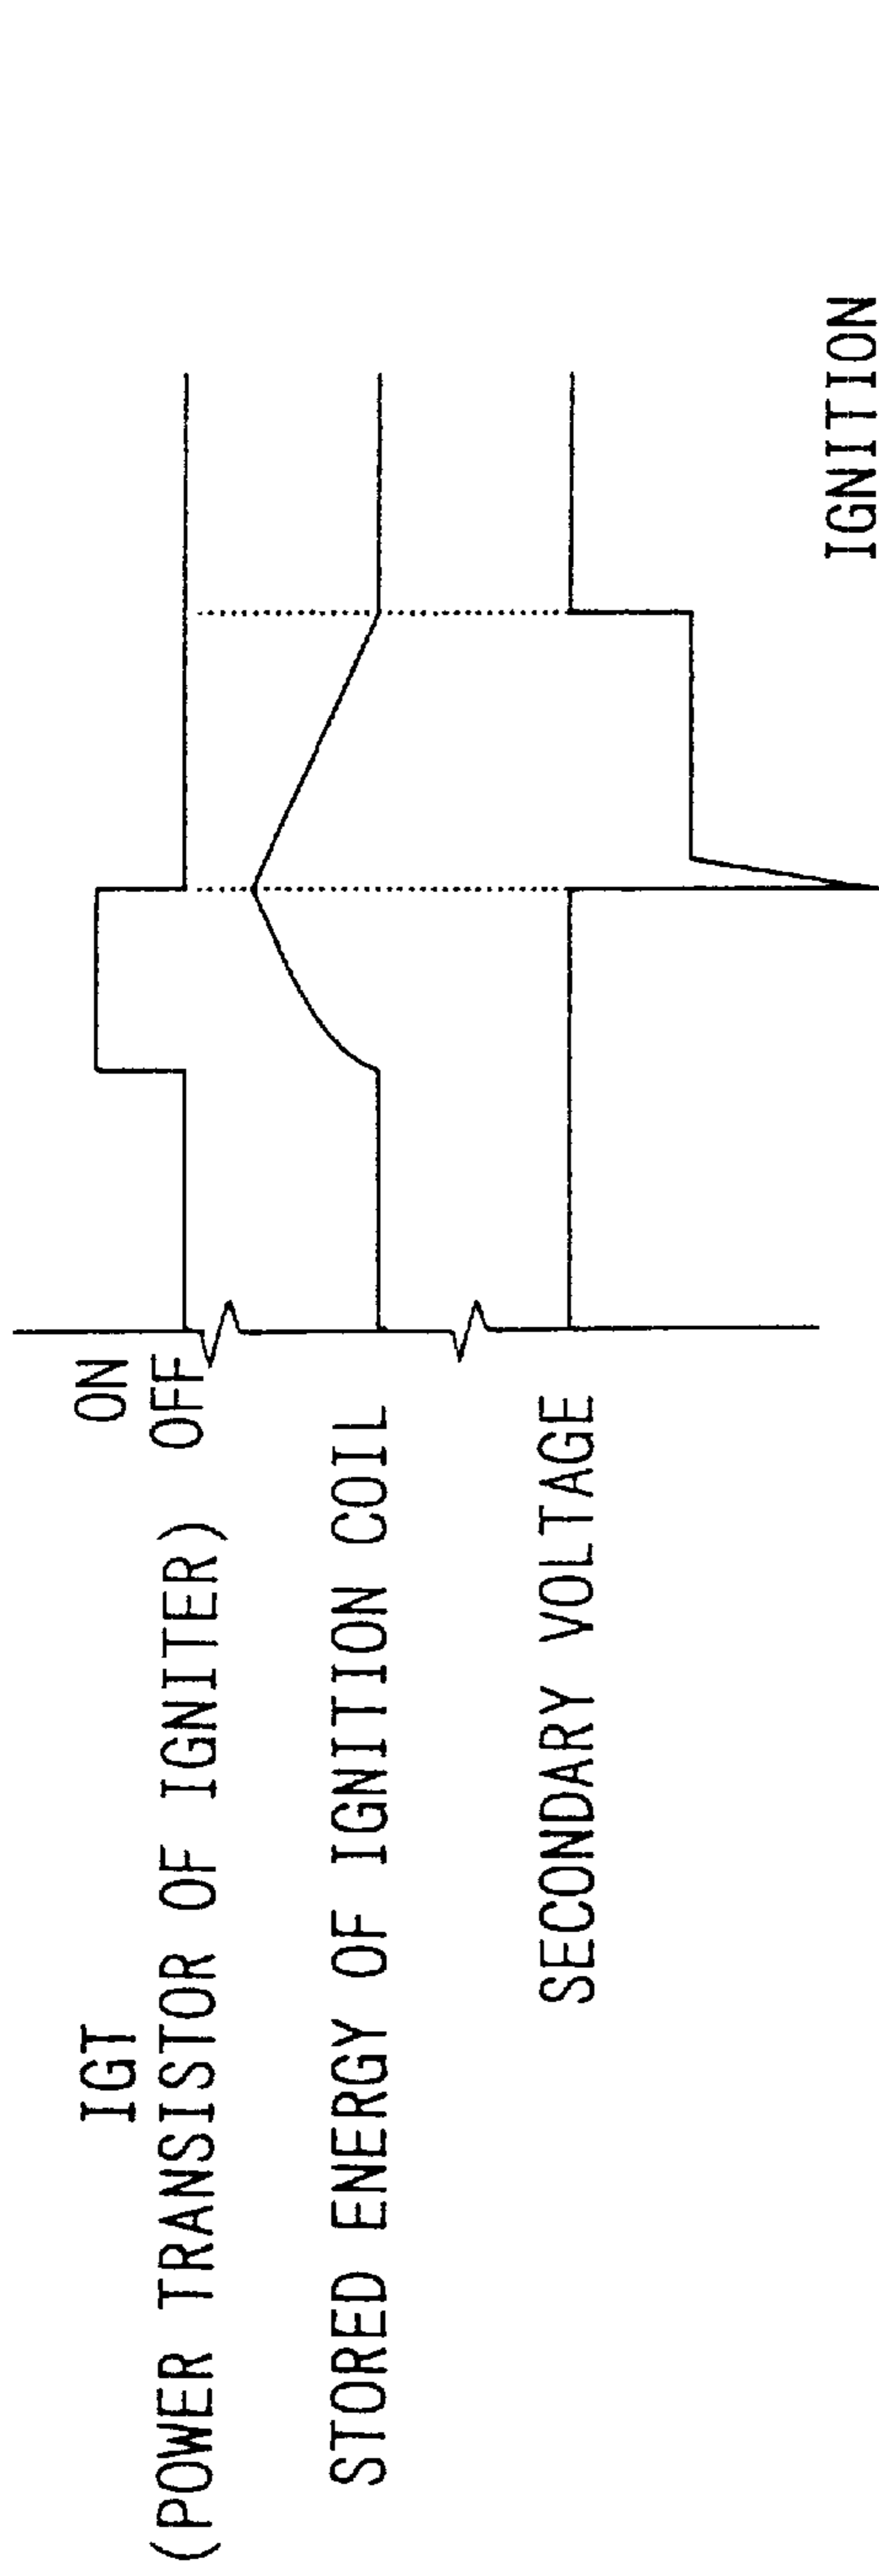 IGT
(POWER TRANSISTOR OF IGNITER)
ON
OFF
STORED ENERGY OF IGNITION COIL
SECONDARY VOLTAGE
IGNITION